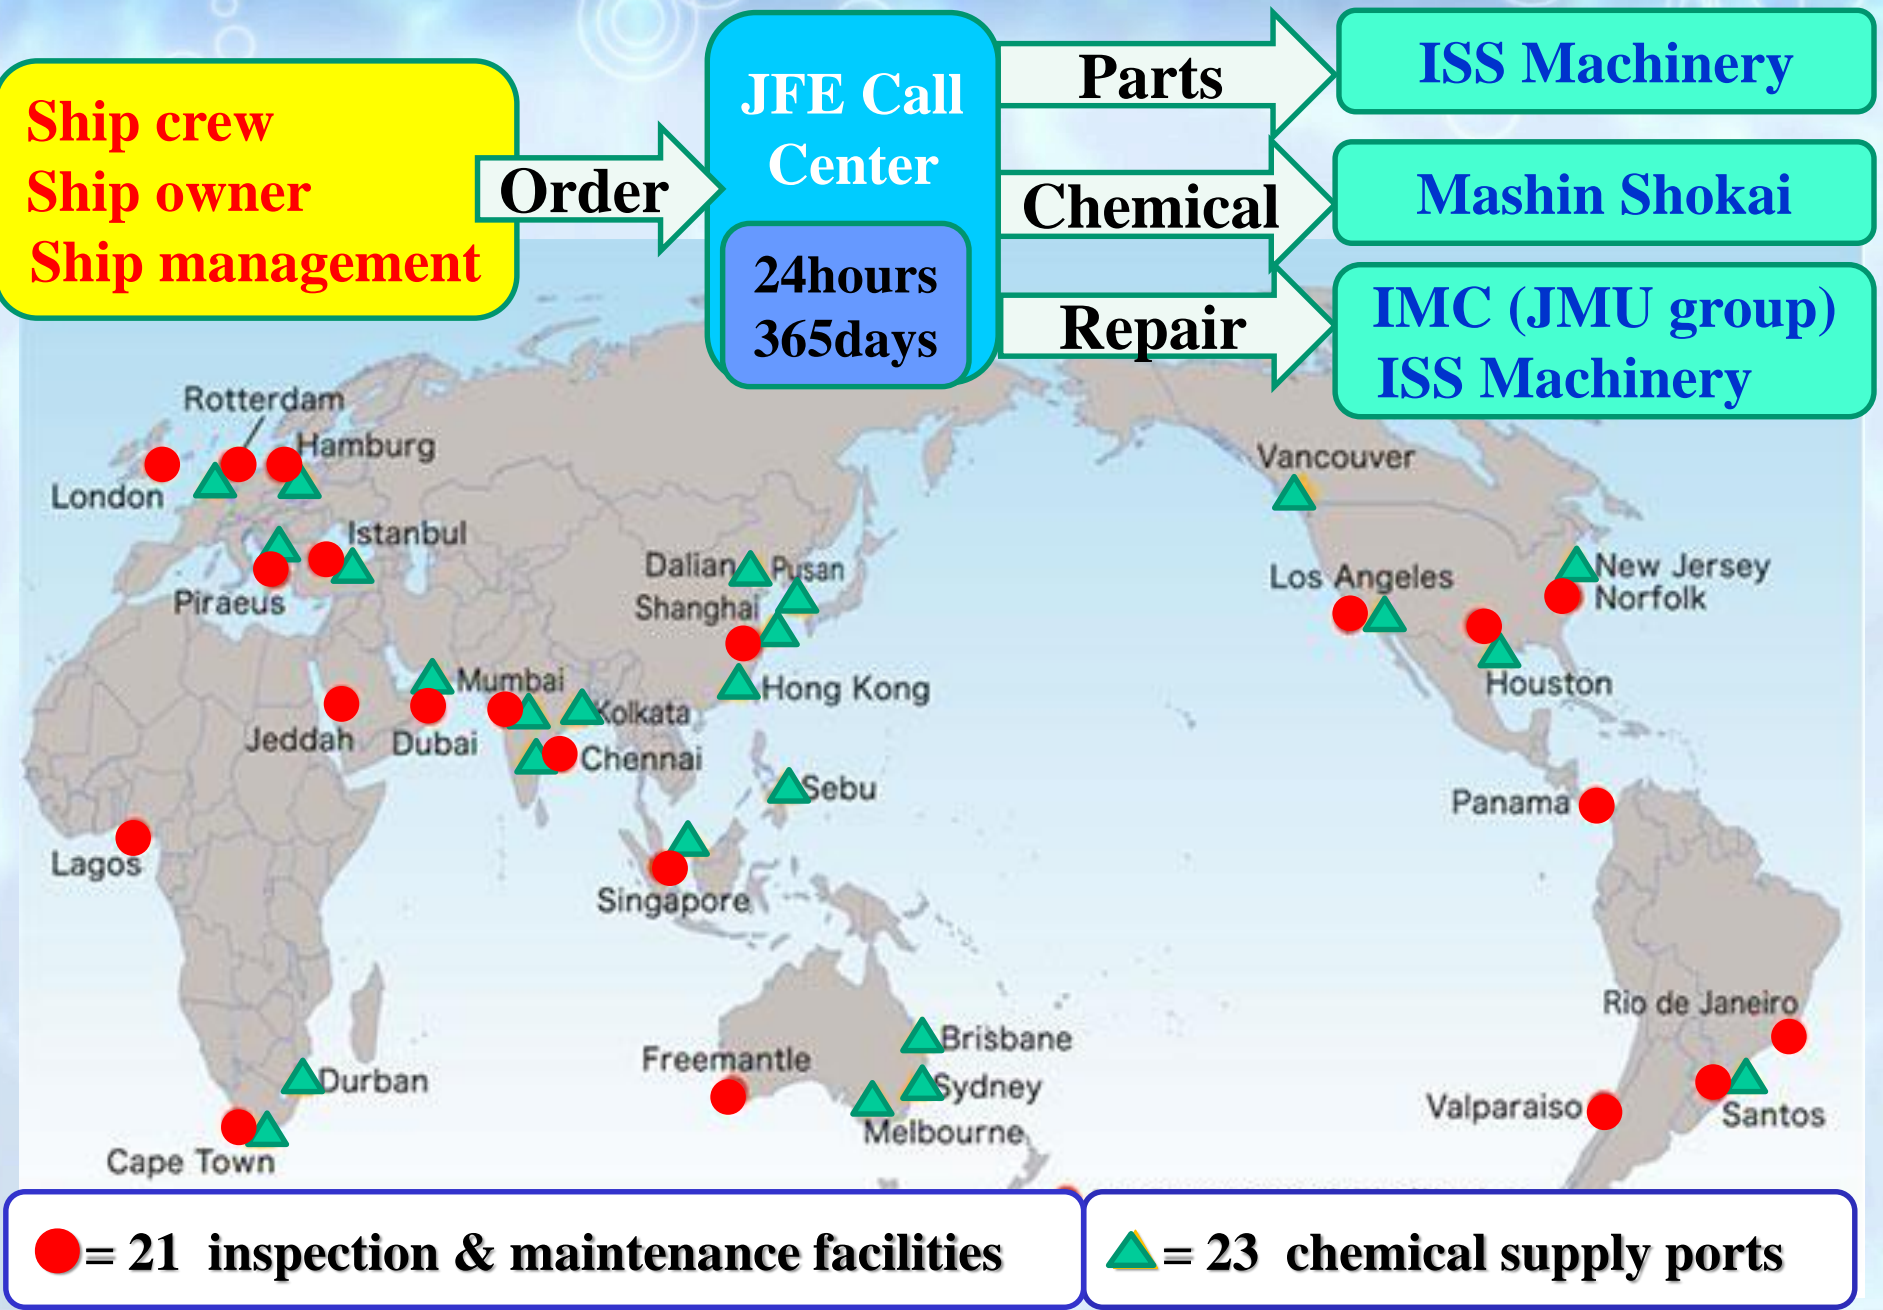 Ship crew
Ship owner
Ship management
Order
JFE Call
Center
24hours
365days
Parts
ISS Machinery
Chemical
Mashin Shokai
Repair
IMC (JMU group)
ISS Machinery
Rotterdam
Hamburg
London
Istanbul
Piraeus
Dalian
Pusan
Shanghai
Hong Kong
Mumbai
Kolkata
Jeddah
Dubai
Chennai
Sebu
Lagos
Singapore
Vancouver
Los Angeles
New Jersey
Norfolk
Houston
Panama
Rio de Janeiro
Valparaiso
Santos
Durban
Cape Town
Freemantle
Brisbane
Sydney
Melbourne
= 21 inspection & maintenance facilities
= 23 chemical supply ports